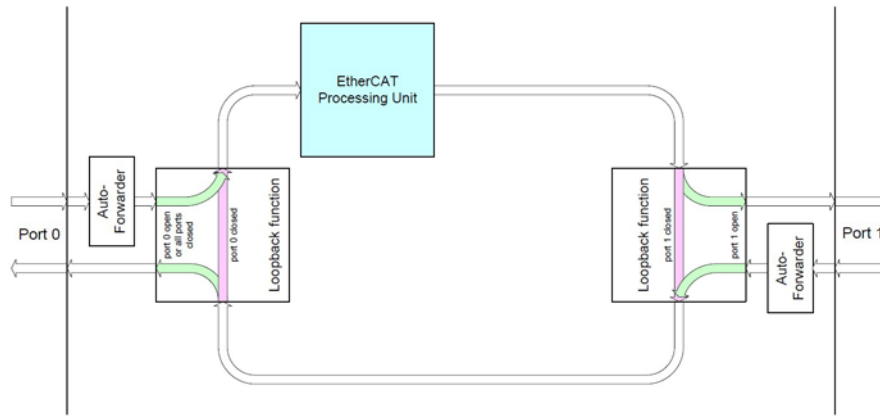 EtherCAT
Processing Unit
Auto-
Forwarder
port 0 open
or all ports
closed
port 0 closed
Loopback function
Loopback function
port 1 closed
port 1 open
Port 0
Port 1
Auto-
Forwarder